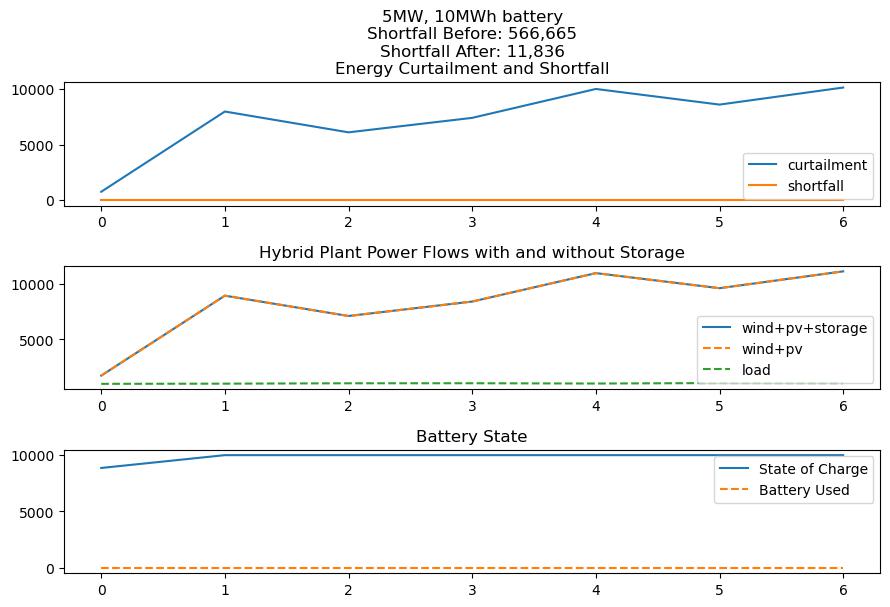 5MW, 10MWh battery
Shortfall Before: 566,665
Shortfall After: 11,836
Energy Curtailment and Shortfall
10000
5000
0
curtailment
shortfall
0 1 2 3 4 5 6
Hybrid Plant Power Flows with and without Storage
10000
5000
wind+pv+storage
wind+pv
load
0 1 2 3 4 5 6
Battery State
10000
5000
0
State of Charge
Battery Used
0 1 2 3 4 5 6